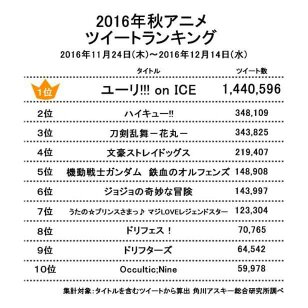 2016年秋アニメ
ツイートランキング
2016年11月24日(木)～2016年12月14日(水)
タイトル ツイート数
1位 ユーリ!!! on ICE 1,440,596
2位 ハイキュー!! 348,109
3位 刀剣乱舞－花丸－ 343,825
4位 文豪ストレイドッグス 219,407
5位 機動戦士ガンダム 鉄血のオルフェンズ 148,908
6位 ジョジョの奇妙な冒険 143,997
7位 うたの☆プリンスさまっ♪ マジLOVEレジェンドスター 123,304
8位 ドリフェス! 70,765
9位 ドリフターズ 64,542
10位 Occultic;Nine 59,978
集計対象：タイトルを含むツイートから算出 角川アスキー総合研究所調べ